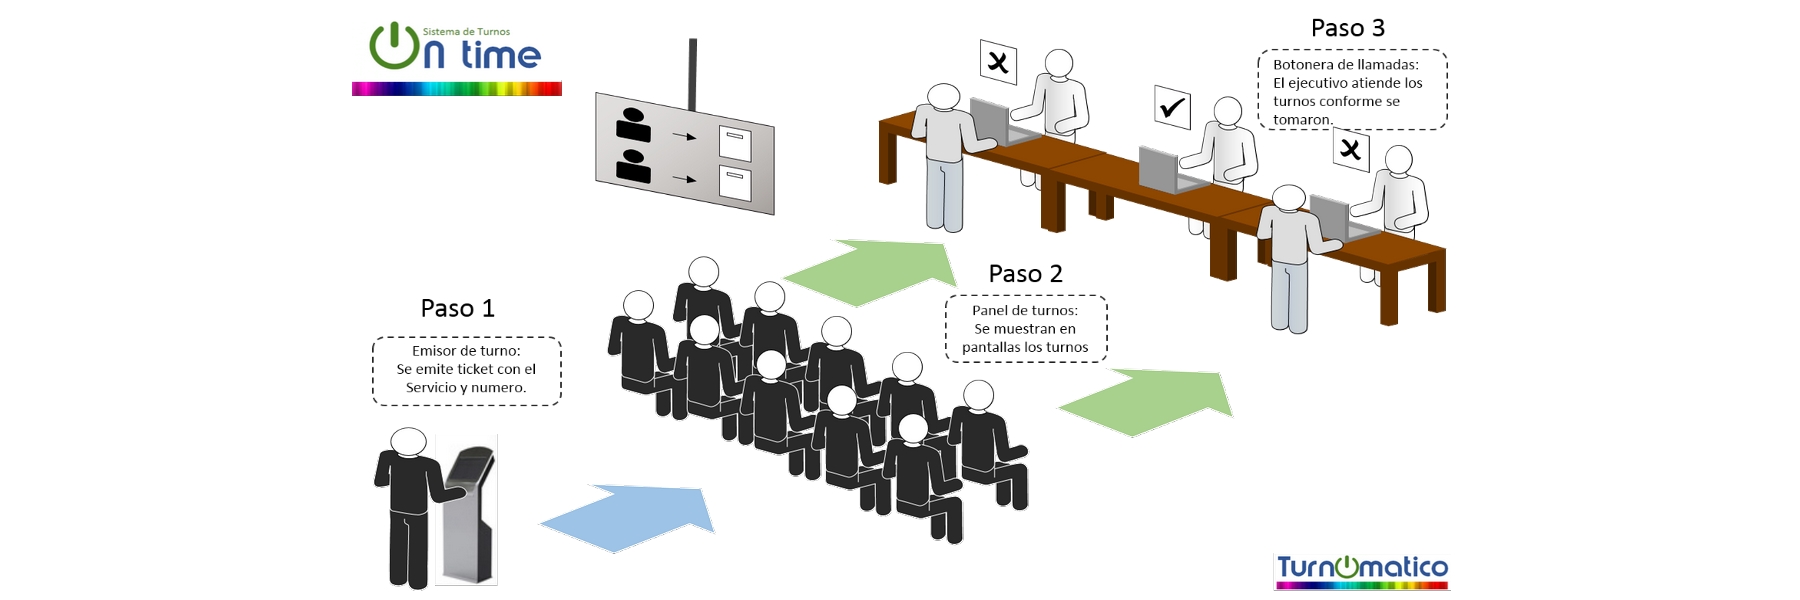 Sistema de Turnos
On time
Paso 1
Emisor de turno:
Se emite ticket con el
Servicio y numero.
Paso 2
Panel de turnos:
Se muestran en
pantallas los turnos
Paso 3
Botonera de llamadas:
El ejecutivo atiende los
turnos conforme se
tomaron.
TurnOmatico